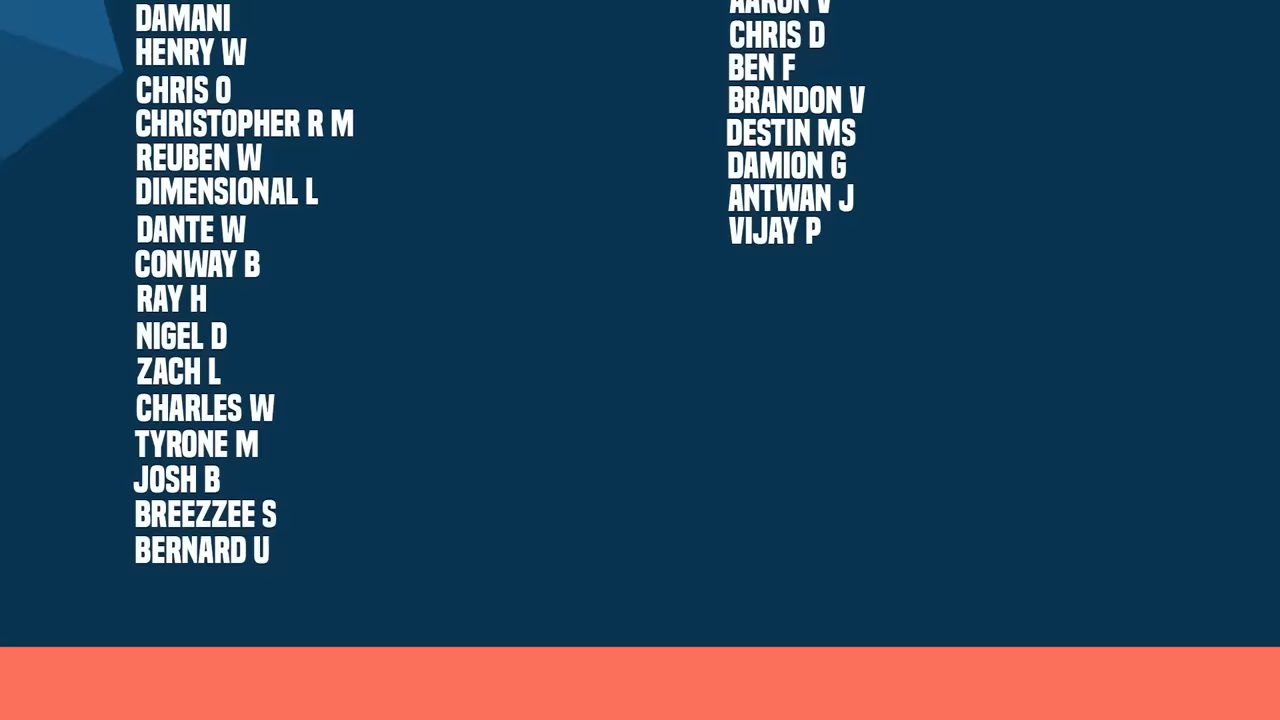 DAMANI
HENRY W
CHRIS O
CHRISTOPHER R M
REUBEN W
DIMENSIONAL L
DANTE W
CONWAY B
RAY H
NIGEL D
ZACH L
CHARLES W
TYRONE M
JOSH B
BREEZZEE S
BERNARD U
AARON V
CHRIS D
BEN F
BRANDON V
DESTIN MS
DAMION G
ANTWAN J
VIJAY P